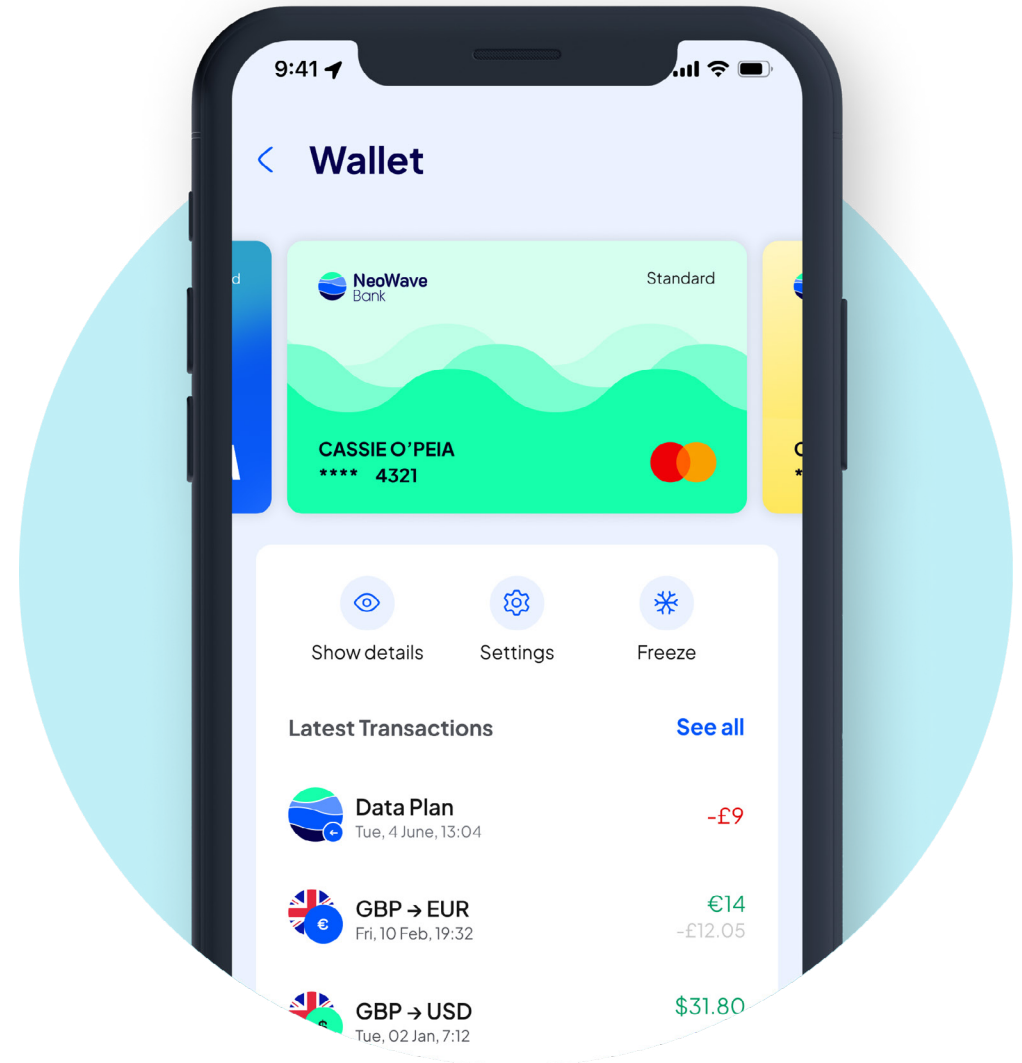 9:41
Wallet
d
NeoWave
Bank
Standard
CASSIE O’PEIA
**** 4321
A
C
*
Show details
Settings
Freeze
Latest Transactions
See all
Data Plan
Tue, 4 June, 13:04
-£9
GBP → EUR
Fri, 10 Feb, 19:32
€
€14
-£12.05
GBP → USD
Tue, 02 Jan, 7:12
$
$31.80